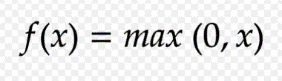 f(x) = max (0, x)